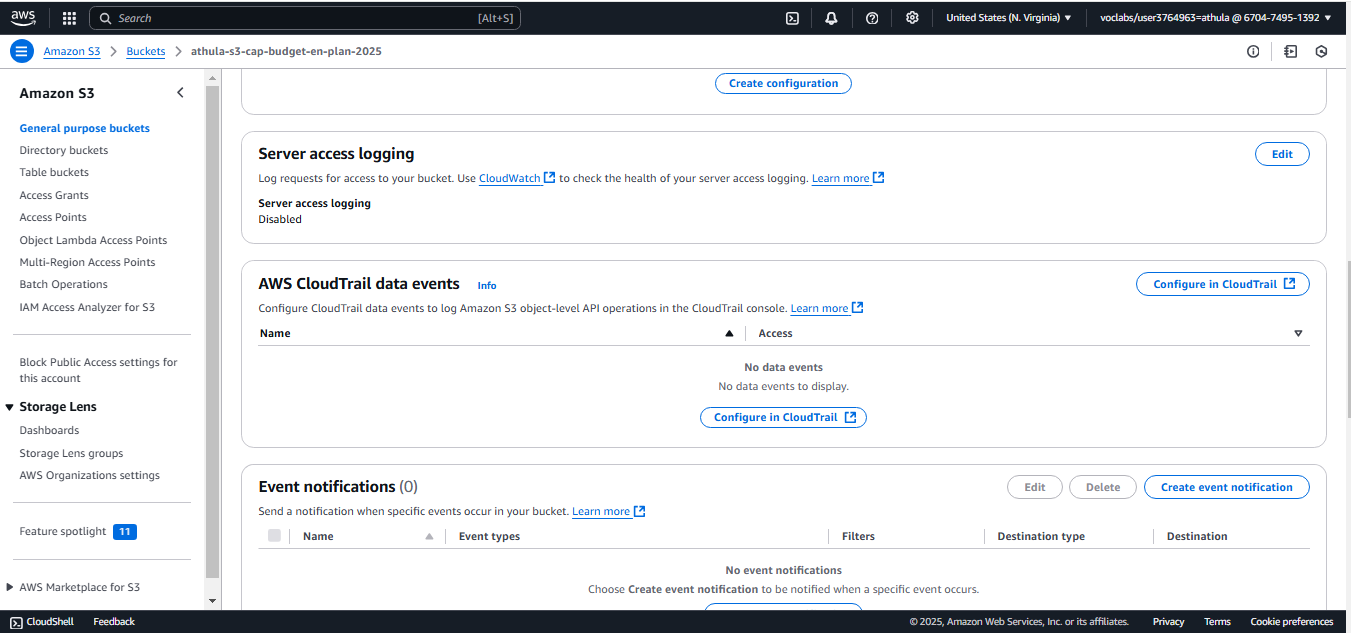 aws
Search
[Alt+S]
United States (N. Virginia)
voclabs/user3764963=athula @ 6704-7495-1392
Amazon S3
Buckets
athula-s3-cap-budget-en-plan-2025
Amazon S3
General purpose buckets
Directory buckets
Table buckets
Access Grants
Access Points
Object Lambda Access Points
Multi-Region Access Points
Batch Operations
IAM Access Analyzer for S3
Block Public Access settings for
this account
Storage Lens
Dashboards
Storage Lens groups
AWS Organizations settings
Feature spotlight 11
AWS Marketplace for S3
Create configuration
Server access logging
Edit
Log requests for access to your bucket. Use CloudWatch to check the health of your server access logging. Learn more
Server access logging
Disabled
AWS CloudTrail data events Info
Configure in CloudTrail
Configure CloudTrail data events to log Amazon S3 object-level API operations in the CloudTrail console. Learn more
Name Access
No data events
No data events to display.
Configure in CloudTrail
Event notifications (0)
Edit Delete Create event notification
Send a notification when specific events occur in your bucket. Learn more
Name Event types Filters Destination type Destination
No event notifications
Choose Create event notification to be notified when a specific event occurs.
CloudShell Feedback
© 2025, Amazon Web Services, Inc. or its affiliates. Privacy Terms Cookie preferences